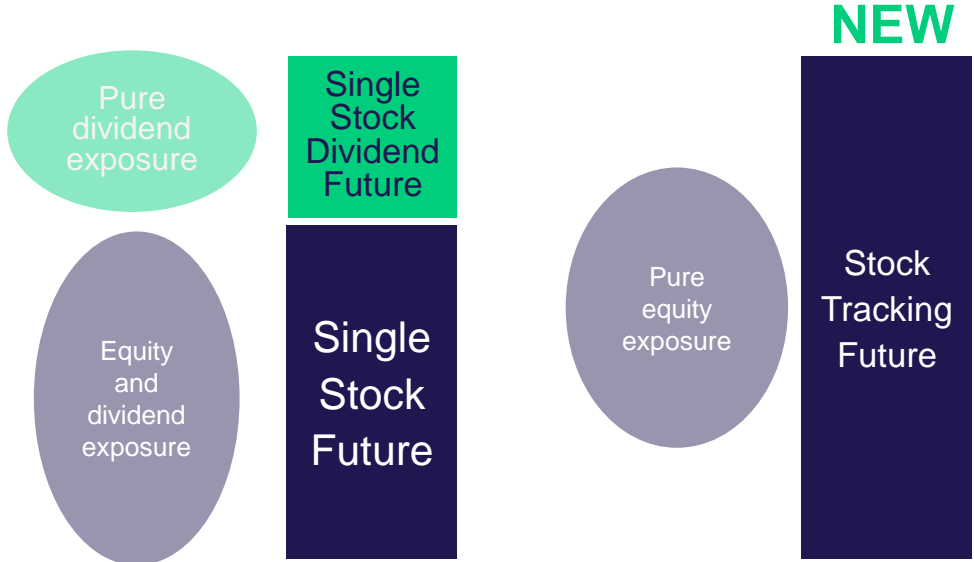 NEW
Pure
dividend
exposure
Single
Stock
Dividend
Future
Equity
and
dividend
exposure
Single
Stock
Future
Pure
equity
exposure
Stock
Tracking
Future